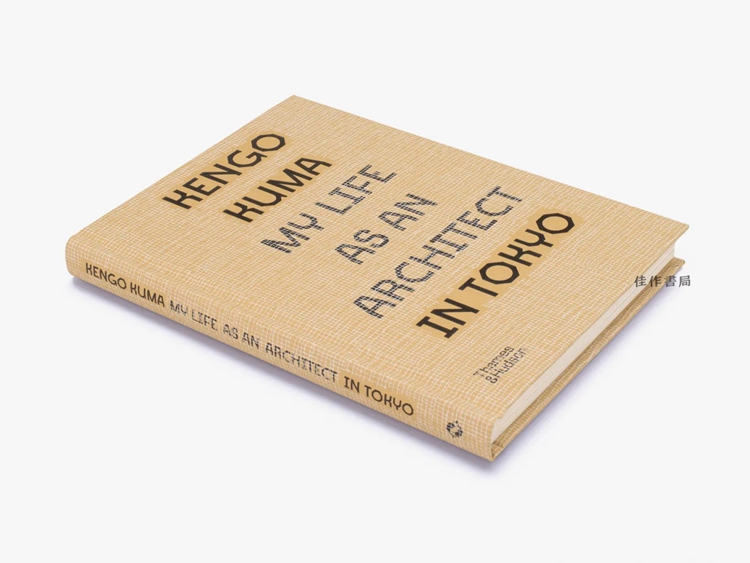 KENGO
KUMA
MY LIFE
AS AN
ARCHITECT
IN TOKYO
Thames
&Hudson
KENGO KUMA MY LIFE AS AN ARCHITECT IN TOKYO
佳作書局